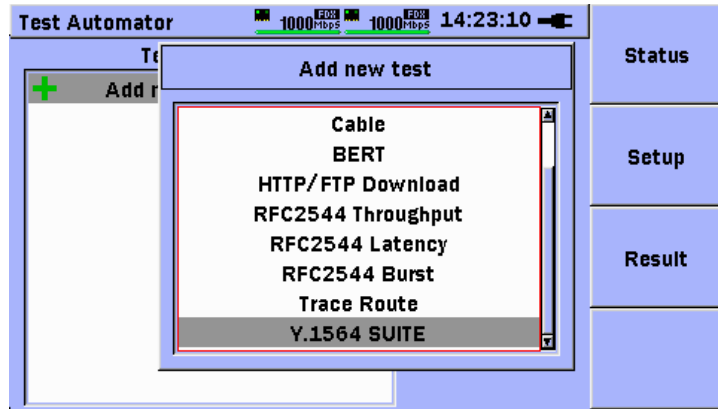 Test Automator 1000 FDX Mbps 1000 FDX Mbps 14:23:10
Status
Add new test
Cable
BERT
Setup
HTTP/FTP Download
RFC2544 Throughput
RFC2544 Latency
Result
RFC2544 Burst
Trace Route
Y.1564 SUITE
Add